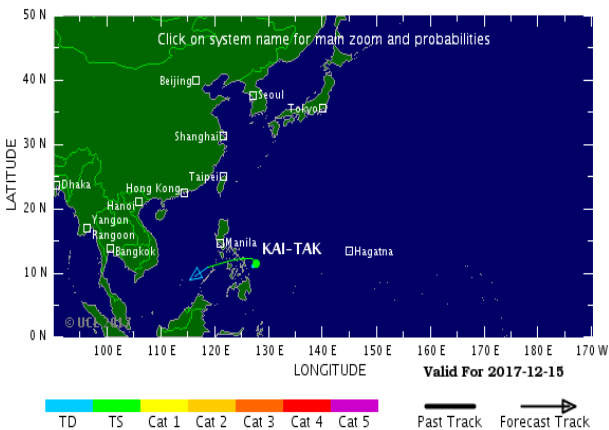 50 N
Click on system name for main zoom and probabilities
40 N
Beijing
Seoul
Tokyo
30 N
Shanghai
Taipei
Dhaka
Hong Kong
20 N
Hanoi
Yangon
Rangoon
Bangkok
Manila
KAI-TAK
Hagatna
10 N
© UCL 2017
0 N
LATITUDE
100 E 110 E 120 E 130 E 140 E 150 E 160 E 170 E 180 170 W
LONGITUDE
Valid For 2017-12-15
TD TS Cat 1 Cat 2 Cat 3 Cat 4 Cat 5
Past Track Forecast Track